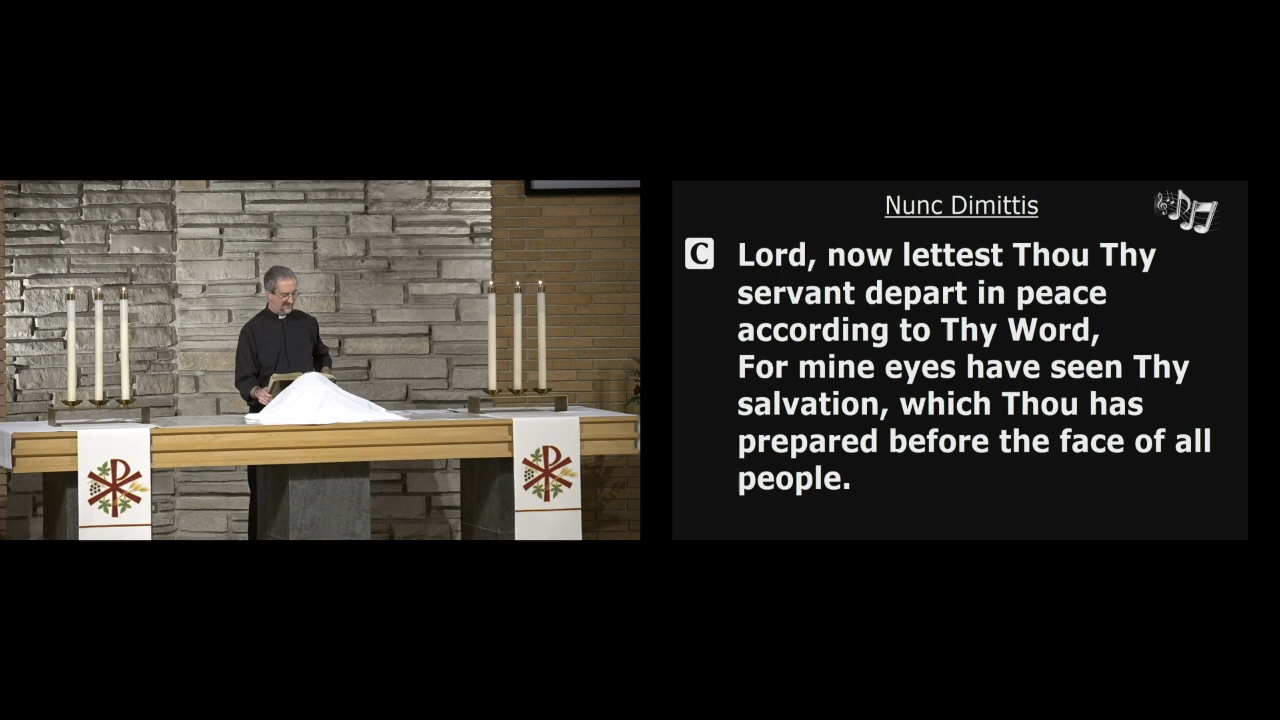 Nunc Dimittis
C Lord, now lettest Thou Thy
servant depart in peace
according to Thy Word,
For mine eyes have seen Thy
salvation, which Thou has
prepared before the face of all
people.